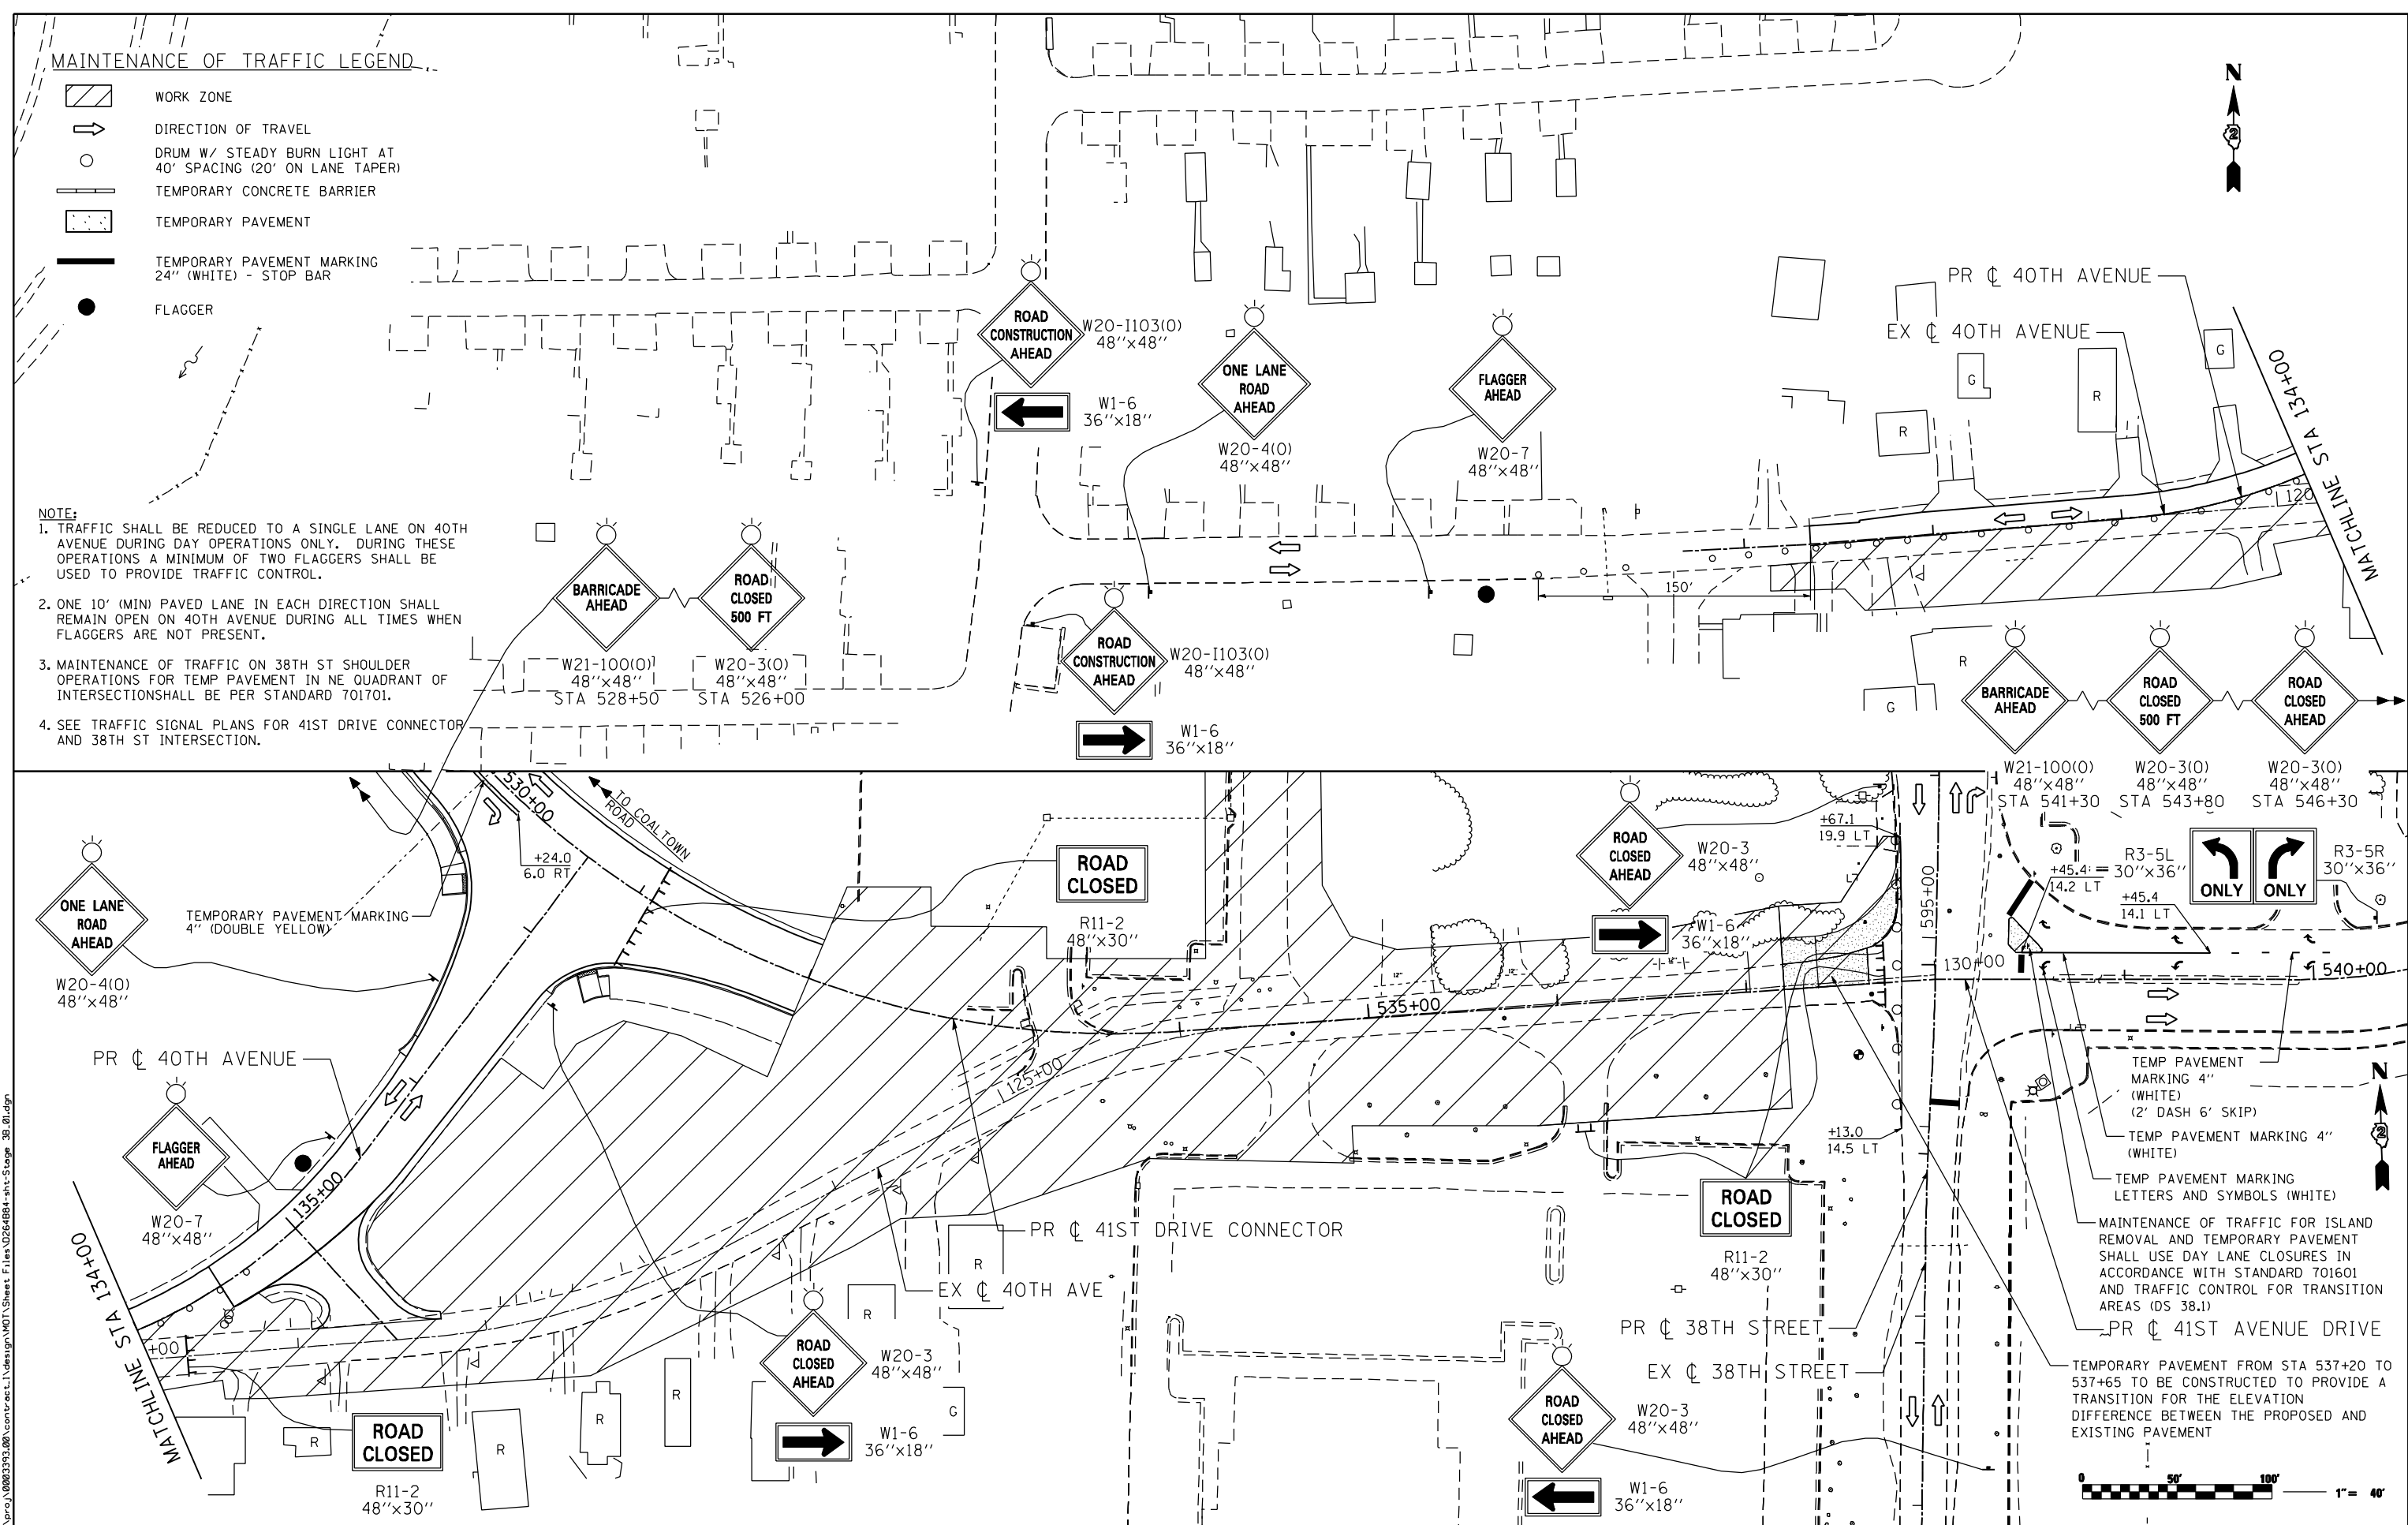 MAINTENANCE OF TRAFFIC LEGEND
WORK ZONE
DIRECTION OF TRAVEL
DRUM W/ STEADY BURN LIGHT AT
40' SPACING (20' ON LANE TAPER)
TEMPORARY CONCRETE BARRIER
TEMPORARY PAVEMENT
TEMPORARY PAVEMENT MARKING
24" (WHITE) - STOP BAR
FLAGGER
NOTE:
1. TRAFFIC SHALL BE REDUCED TO A SINGLE LANE ON 40TH
AVENUE DURING DAY OPERATIONS ONLY. DURING THESE
OPERATIONS A MINIMUM OF TWO FLAGGERS SHALL BE
USED TO PROVIDE TRAFFIC CONTROL.
2. ONE 10' (MIN) PAVED LANE IN EACH DIRECTION SHALL
REMAIN OPEN ON 40TH AVENUE DURING ALL TIMES WHEN
FLAGGERS ARE NOT PRESENT.
3. MAINTENANCE OF TRAFFIC ON 38TH ST SHOULDER
OPERATIONS FOR TEMP PAVEMENT IN NE QUADRANT OF
INTERSECTIONSHALL BE PER STANDARD 701701.
4. SEE TRAFFIC SIGNAL PLANS FOR 41ST DRIVE CONNECTOR
AND 38TH ST INTERSECTION.
ROAD
CONSTRUCTION
AHEAD
W20-I103(0)
48"x48"
W1-6
36"x18"
ONE LANE
ROAD
AHEAD
W20-4(0)
48"x48"
FLAGGER
AHEAD
W20-7
48"x48"
N
2
PR ℄ 40TH AVENUE
EX ℄ 40TH AVENUE
G
G
R
R
MATCHLINE STA 134+00
120
150'
BARRICADE
AHEAD
W21-100(0)
48"x48"
STA 528+50
ROAD
CLOSED
500 FT
W20-3(0)
48"x48"
STA 526+00
ROAD
CONSTRUCTION
AHEAD
W20-I103(0)
48"x48"
W1-6
36"x18"
R
G
BARRICADE
AHEAD
W21-100(0)
48"x48"
STA 541+30
ROAD
CLOSED
500 FT
W20-3(0)
48"x48"
STA 543+80
ROAD
CLOSED
AHEAD
W20-3(0)
48"x48"
STA 546+30
530+00
TO COALTOWN
ROAD
+24.0
6.0 RT
ONE LANE
ROAD
AHEAD
W20-4(0)
48"x48"
TEMPORARY PAVEMENT MARKING
4" (DOUBLE YELLOW)
ROAD
CLOSED
R11-2
48"x30"
ROAD
CLOSED
AHEAD
W20-3
48"x48"
W1-6
36"x18"
+67.1
19.9 LT
595+00
+45.4
14.2 LT
+45.4
14.1 LT
R3-5L
30"x36"
ONLY
ONLY
R3-5R
30"x36"
12"
12"
12"
130+00
540+00
535+00
125+00
PR ℄ 40TH AVENUE
FLAGGER
AHEAD
W20-7
48"x48"
135+00
MATCHLINE STA 134+00
+00
PR ℄ 41ST DRIVE CONNECTOR
EX ℄ 40TH AVE
R
R
G
ROAD
CLOSED
AHEAD
W20-3
48"x48"
W1-6
36"x18"
R
R
R
R
ROAD
CLOSED
R11-2
48"x30"
+13.0
14.5 LT
ROAD
CLOSED
R11-2
48"x30"
PR ℄ 38TH STREET
EX ℄ 38TH STREET
ROAD
CLOSED
AHEAD
W20-3
48"x48"
W1-6
36"x18"
TEMP PAVEMENT
MARKING 4"
(WHITE)
(2' DASH 6' SKIP)
TEMP PAVEMENT MARKING 4"
(WHITE)
TEMP PAVEMENT MARKING
LETTERS AND SYMBOLS (WHITE)
MAINTENANCE OF TRAFFIC FOR ISLAND
REMOVAL AND TEMPORARY PAVEMENT
SHALL USE DAY LANE CLOSURES IN
ACCORDANCE WITH STANDARD 701601
AND TRAFFIC CONTROL FOR TRANSITION
AREAS (DS 38.1)
PR ℄ 41ST AVENUE DRIVE
TEMPORARY PAVEMENT FROM STA 537+20 TO
537+65 TO BE CONSTRUCTED TO PROVIDE A
TRANSITION FOR THE ELEVATION
DIFFERENCE BETWEEN THE PROPOSED AND
EXISTING PAVEMENT
N
2
0 50' 100'
1"= 40'